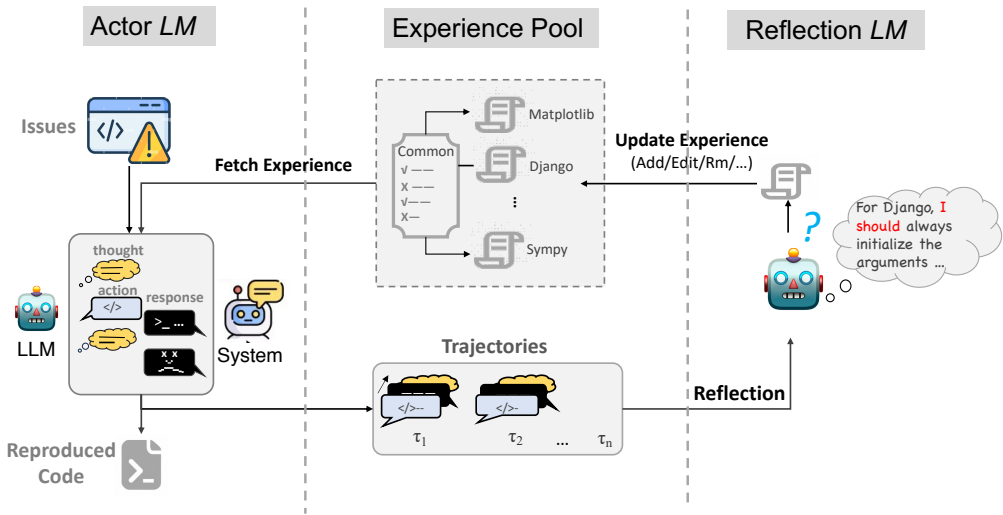 Actor LM
Experience Pool
Reflection LM
Issues
</>
Fetch Experience
Common
√ ——
X ——
√——
X—
Matplotlib
Django
⋮
Sympy
Update Experience
(Add/Edit/Rm/...)
?
For Django, I
should always
initialize the
arguments ...
thought
action
</>
response
>_ ...
x x
LLM
System
Trajectories
</>--
</>-
τ1
τ2
...
τn
Reflection
Reproduced
Code
>_